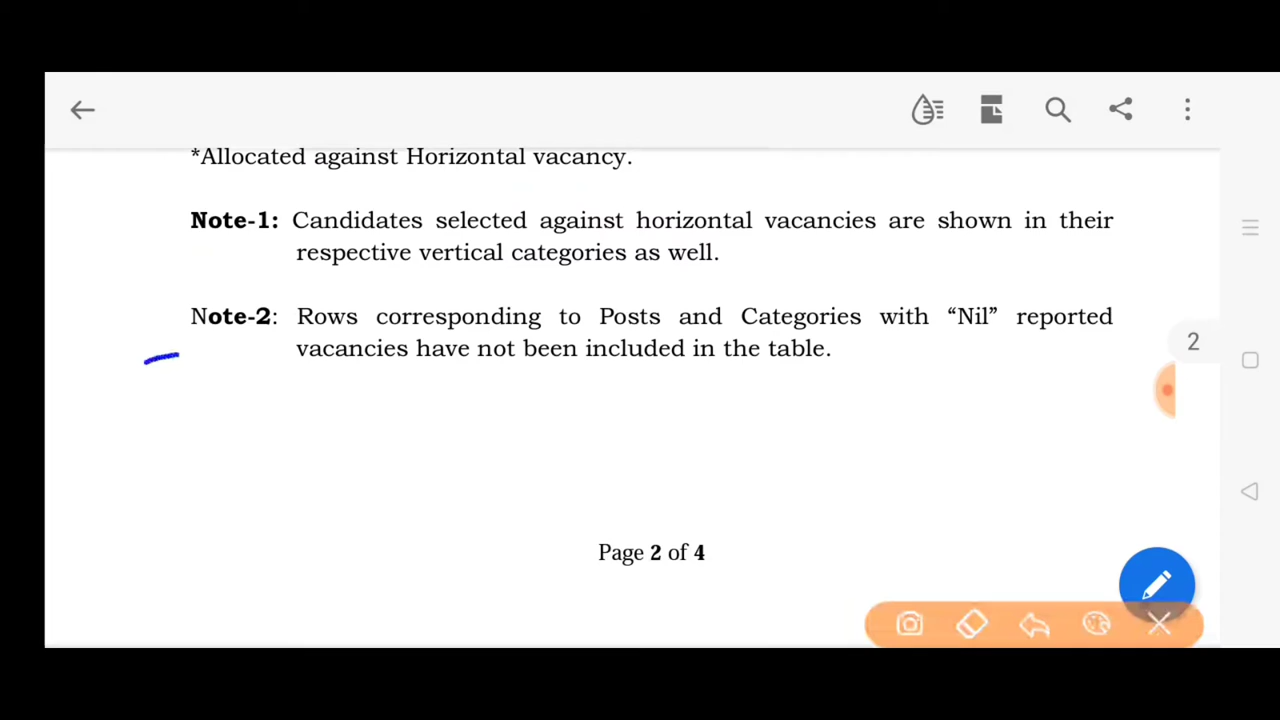 *Allocated against Horizontal vacancy.
Note-1: Candidates selected against horizontal vacancies are shown in their
respective vertical categories as well.
Note-2: Rows corresponding to Posts and Categories with “Nil” reported
vacancies have not been included in the table.
2
Page 2 of 4